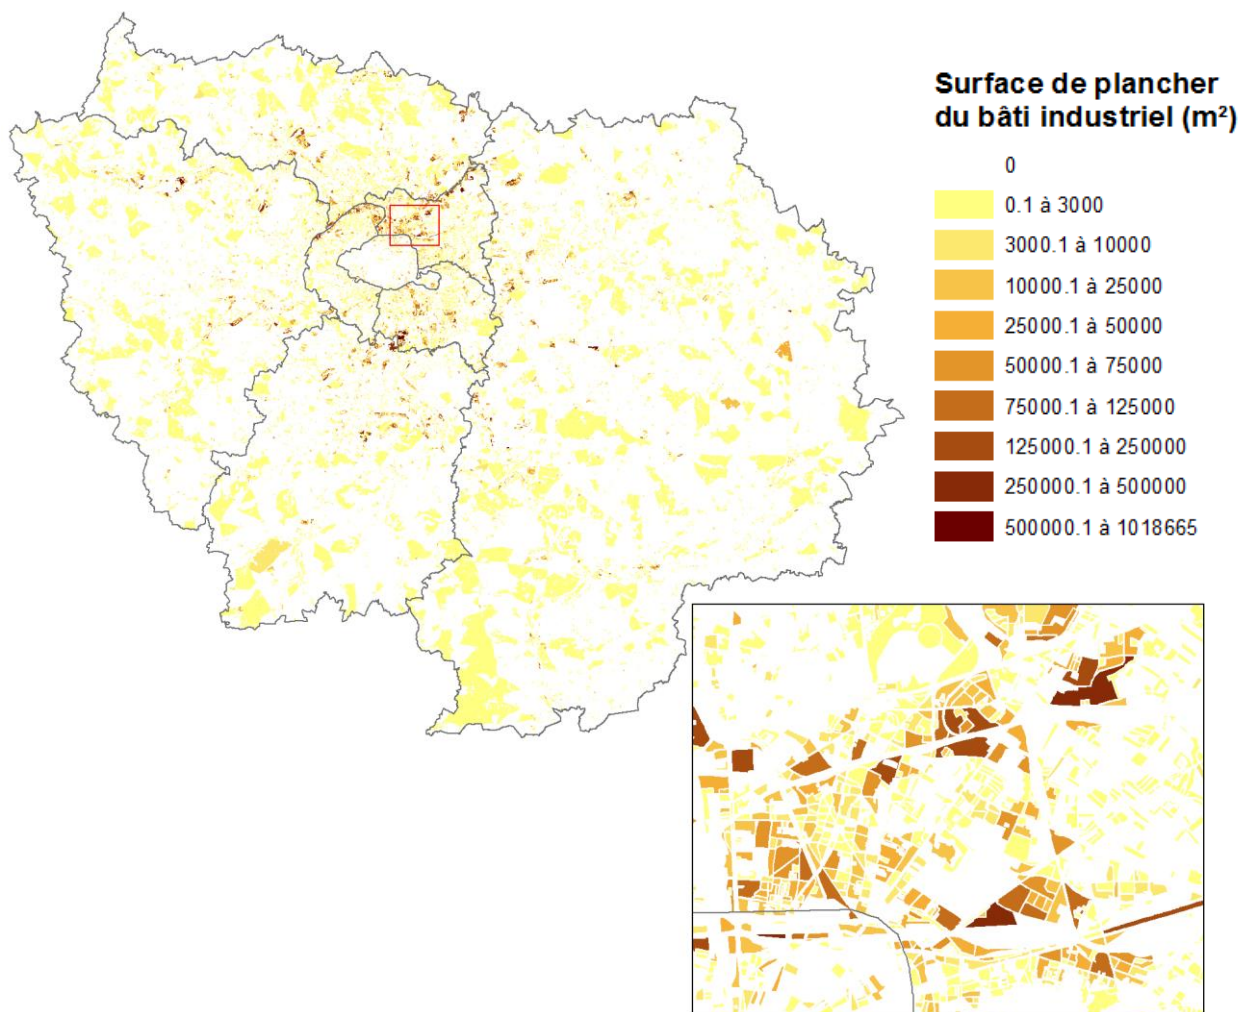 Surface de plancher
du bâti industriel (m²)
0
0.1 à 3000
3000.1 à 10000
10000.1 à 25000
25000.1 à 50000
50000.1 à 75000
75000.1 à 125000
125000.1 à 250000
250000.1 à 500000
500000.1 à 1018665